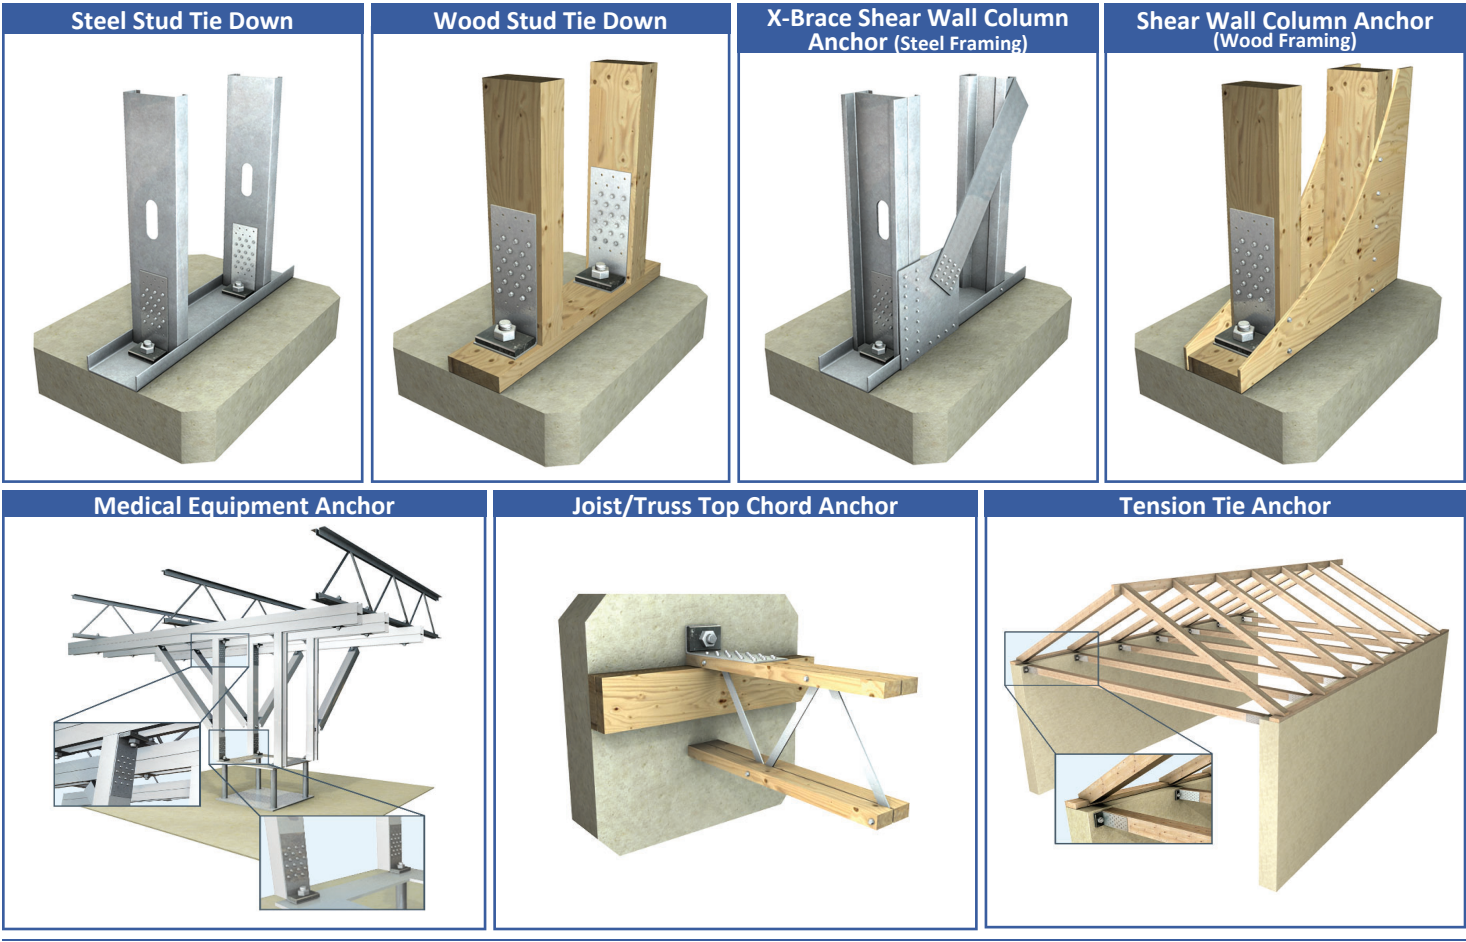 Steel Stud Tie Down
Wood Stud Tie Down
X-Brace Shear Wall Column
Anchor (Steel Framing)
Shear Wall Column Anchor
(Wood Framing)
Medical Equipment Anchor
Joist/Truss Top Chord Anchor
Tension Tie Anchor